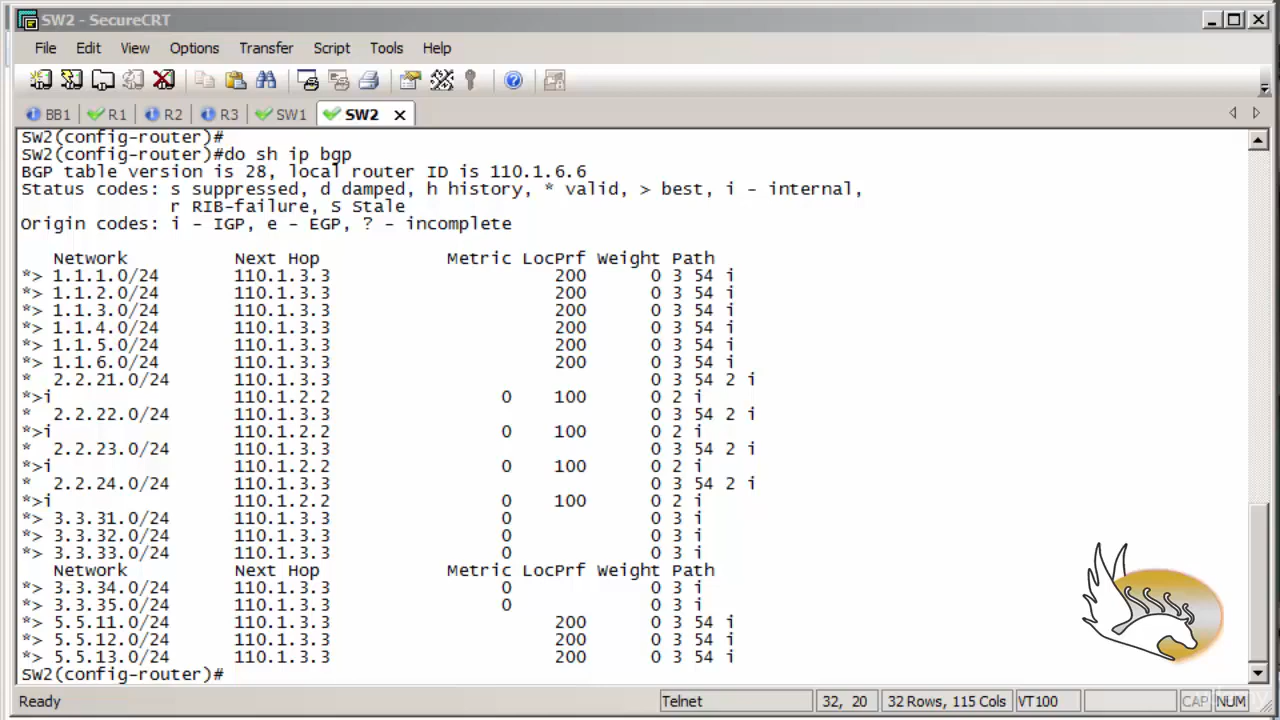 SW2 - SecureCRT
File Edit View Options Transfer Script Tools Help
BB1 R1 R2 R3 SW1 SW2
SW2(config-router)#
SW2(config-router)#do sh ip bgp
BGP table version is 28, local router ID is 110.1.6.6
Status codes: s suppressed, d damped, h history, * valid, > best, i - internal,
r RIB-failure, S Stale
Origin codes: i - IGP, e - EGP, ? - incomplete
Network Next Hop Metric LocPrf Weight Path
*> 1.1.1.0/24 110.1.3.3 200 0 3 54 i
*> 1.1.2.0/24 110.1.3.3 200 0 3 54 i
*> 1.1.3.0/24 110.1.3.3 200 0 3 54 i
*> 1.1.4.0/24 110.1.3.3 200 0 3 54 i
*> 1.1.5.0/24 110.1.3.3 200 0 3 54 i
*> 1.1.6.0/24 110.1.3.3 200 0 3 54 i
* 2.2.21.0/24 110.1.3.3 0 3 54 2 i
*>i 110.1.2.2 0 100 0 2 i
* 2.2.22.0/24 110.1.3.3 0 3 54 2 i
*>i 110.1.2.2 0 100 0 2 i
* 2.2.23.0/24 110.1.3.3 0 3 54 2 i
*>i 110.1.2.2 0 100 0 2 i
* 2.2.24.0/24 110.1.3.3 0 3 54 2 i
*>i 110.1.2.2 0 100 0 2 i
*> 3.3.31.0/24 110.1.3.3 0 0 3 i
*> 3.3.32.0/24 110.1.3.3 0 0 3 i
*> 3.3.33.0/24 110.1.3.3 0 0 3 i
Network Next Hop Metric LocPrf Weight Path
*> 3.3.34.0/24 110.1.3.3 0 0 3 i
*> 3.3.35.0/24 110.1.3.3 0 0 3 i
*> 5.5.11.0/24 110.1.3.3 200 0 3 54 i
*> 5.5.12.0/24 110.1.3.3 200 0 3 54 i
*> 5.5.13.0/24 110.1.3.3 200 0 3 54 i
SW2(config-router)#
Ready Telnet 32, 20 32 Rows, 115 Cols VT100 CAP NUM